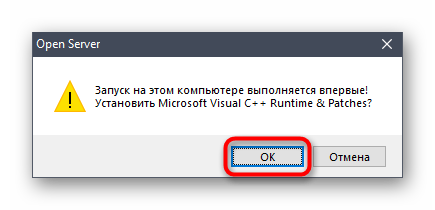 Open Server
Запуск на этом компьютере выполняется впервые!
Установить Microsoft Visual C++ Runtime & Patches?
OK
Отмена